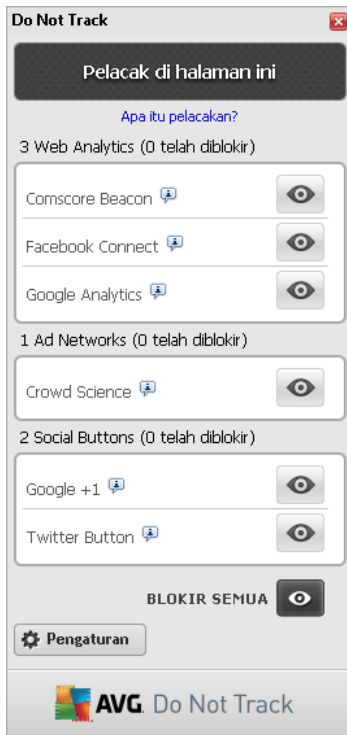 Do Not Track
Pelacak di halaman ini
Apa itu pelacakan?
3 Web Analytics (0 telah diblokir)
Comscore Beacon
Facebook Connect
Google Analytics
1 Ad Networks (0 telah diblokir)
Crowd Science
2 Social Buttons (0 telah diblokir)
Google +1
Twitter Button
BLOKIR SEMUA
Pengaturan
AVG. Do Not Track